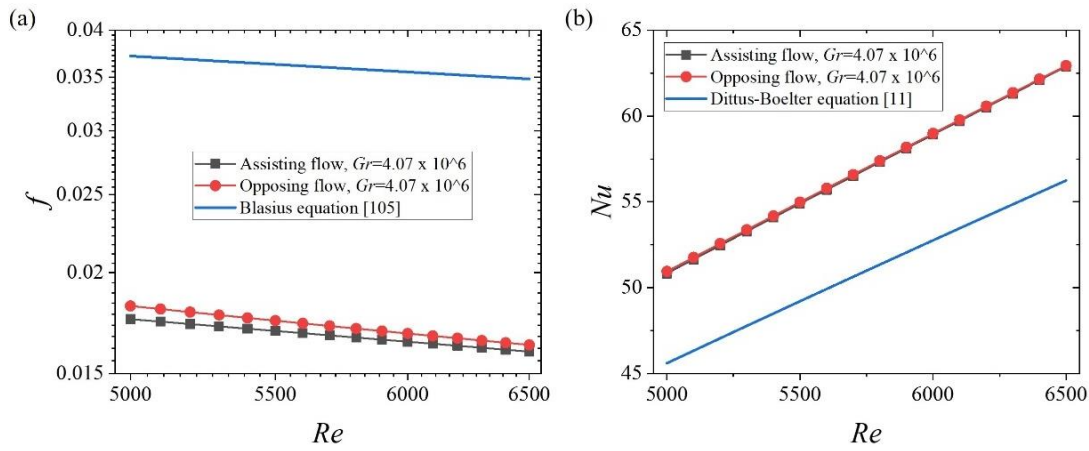 (a)
0.04
0.035
0.03
0.025
0.02
0.015
f
Assisting flow, Gr=4.07 x 10^6
Opposing flow, Gr=4.07 x 10^6
Blasius equation [105]
5000
5500
6000
6500
Re
(b)
65
60
55
50
45
Nu
Assisting flow, Gr=4.07 x 10^6
Opposing flow, Gr=4.07 x 10^6
Dittus-Boelter equation [11]
5000
5500
6000
6500
Re